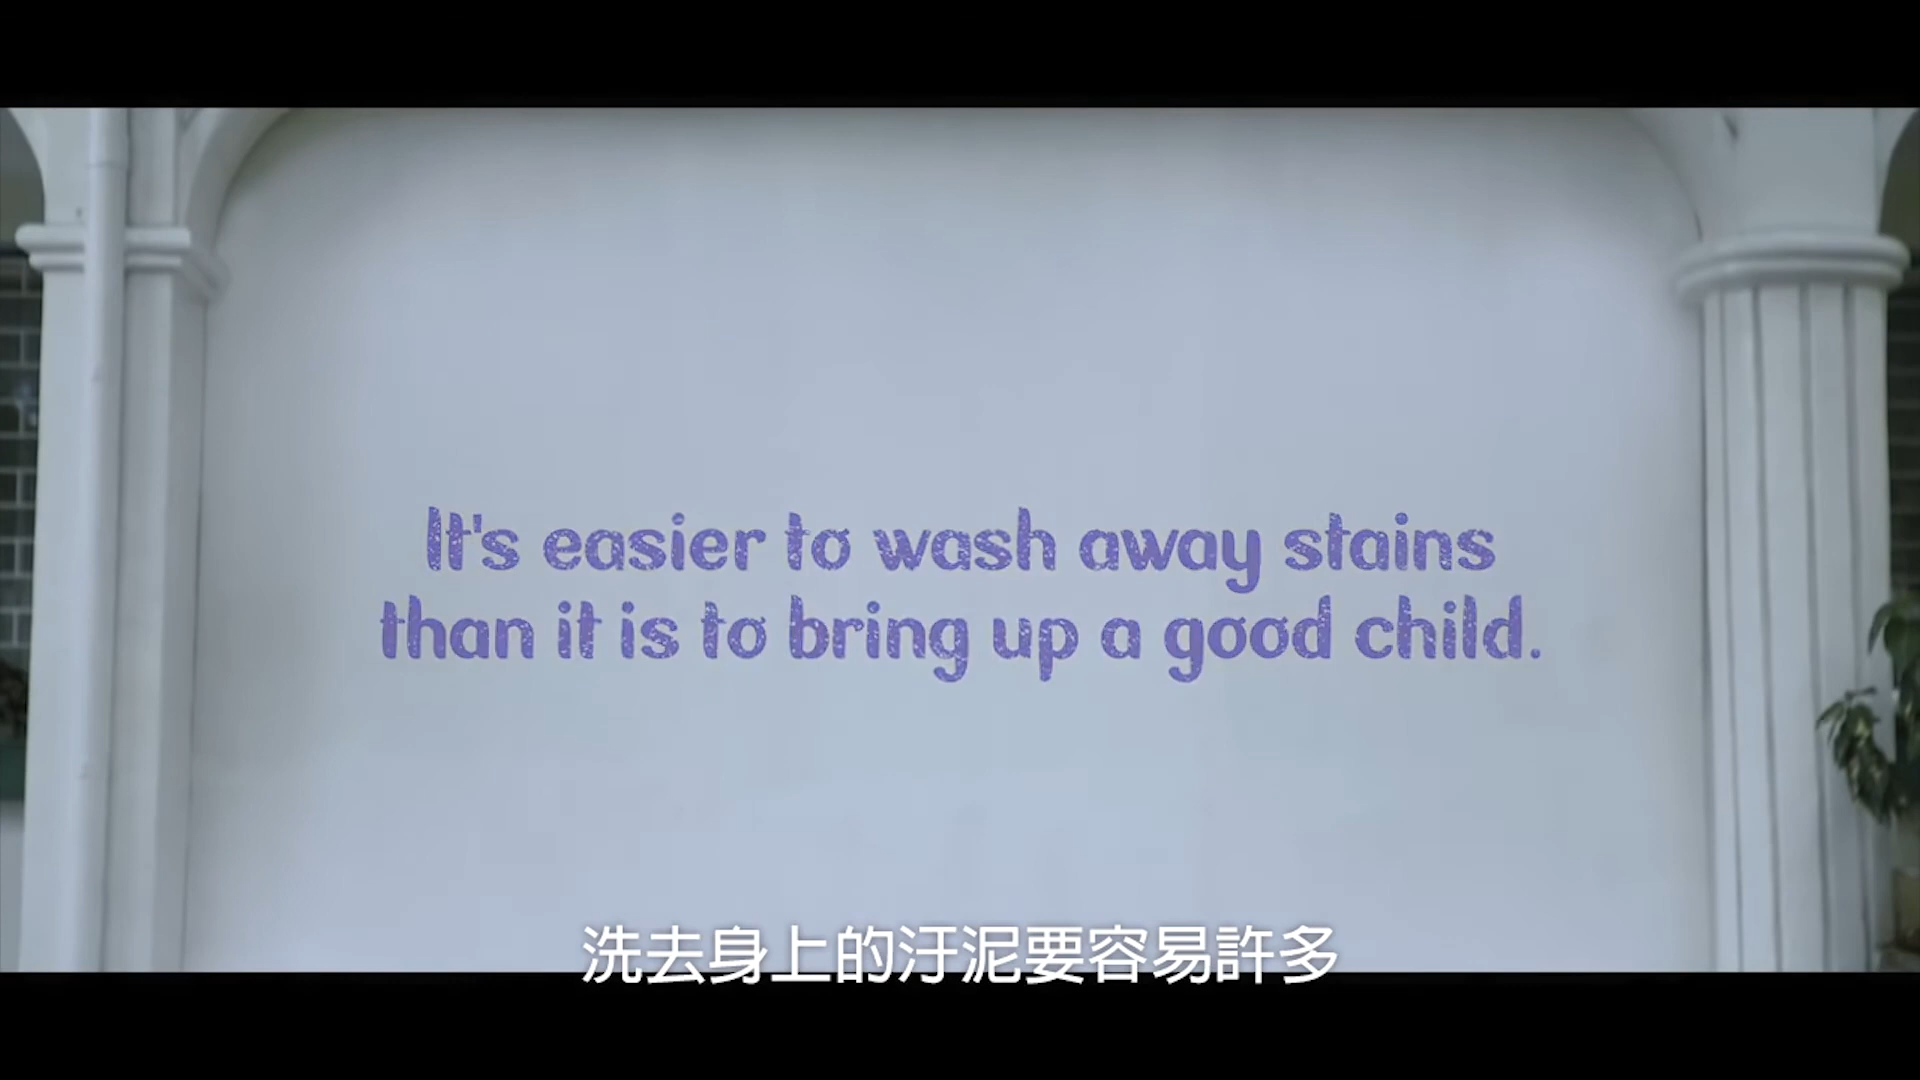 It's easier to wash away stains
than it is to bring up a good child.
洗去身上的汙泥要容易許多